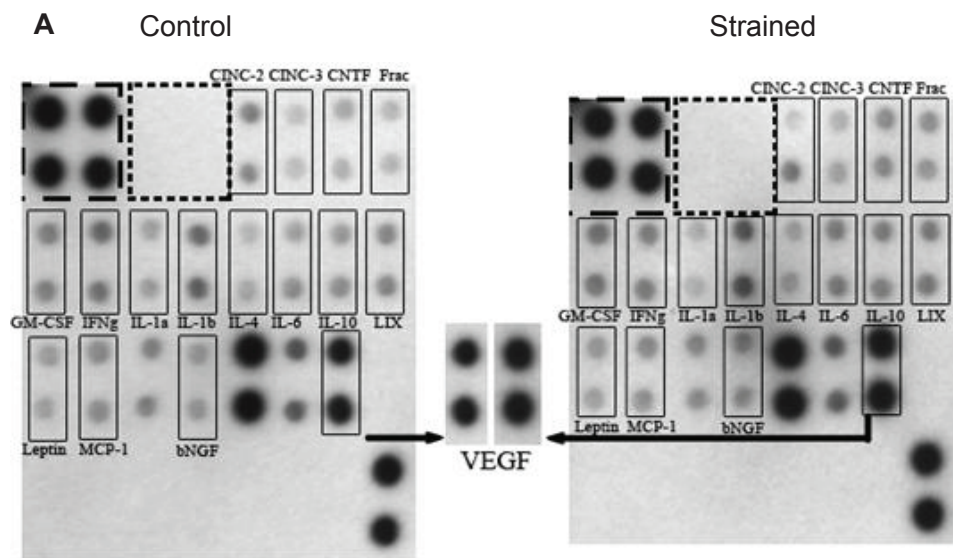 A Control Strained
CINC-2 CINC-3 CNTF Frac
CINC-2 CINC-3 CNTF Frac
GM-CSF IFNg IL-1a IL-1b IL-4 IL-6 IL-10 LIX
GM-CSF IFNg IL-1a IL-1b IL-4 IL-6 IL-10 LIX
Leptin MCP-1 bNGF
VEGF
Leptin MCP-1 bNGF